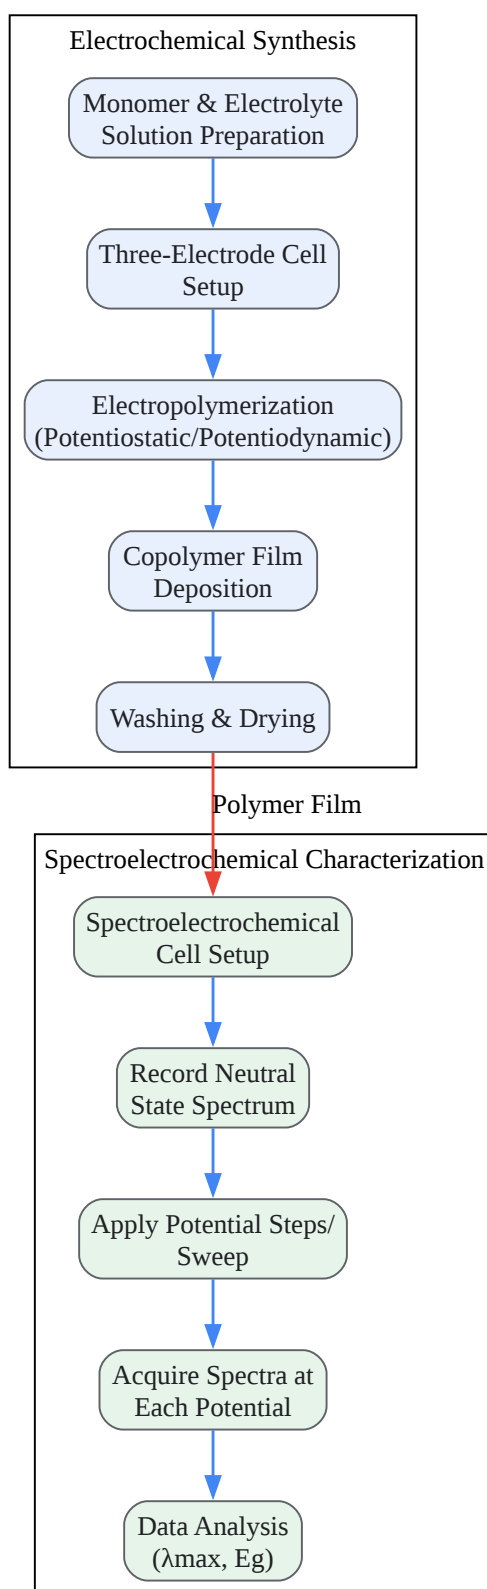 Electrochemical Synthesis
Monomer & Electrolyte
Solution Preparation
Three-Electrode Cell
Setup
Electropolymerization
(Potentiostatic/Potentiodynamic)
Copolymer Film
Deposition
Washing & Drying
Polymer Film
Spectroelectrochemical Characterization
Spectroelectrochemical
Cell Setup
Record Neutral
State Spectrum
Apply Potential Steps/
Sweep
Acquire Spectra at
Each Potential
Data Analysis
(λmax, Eg)